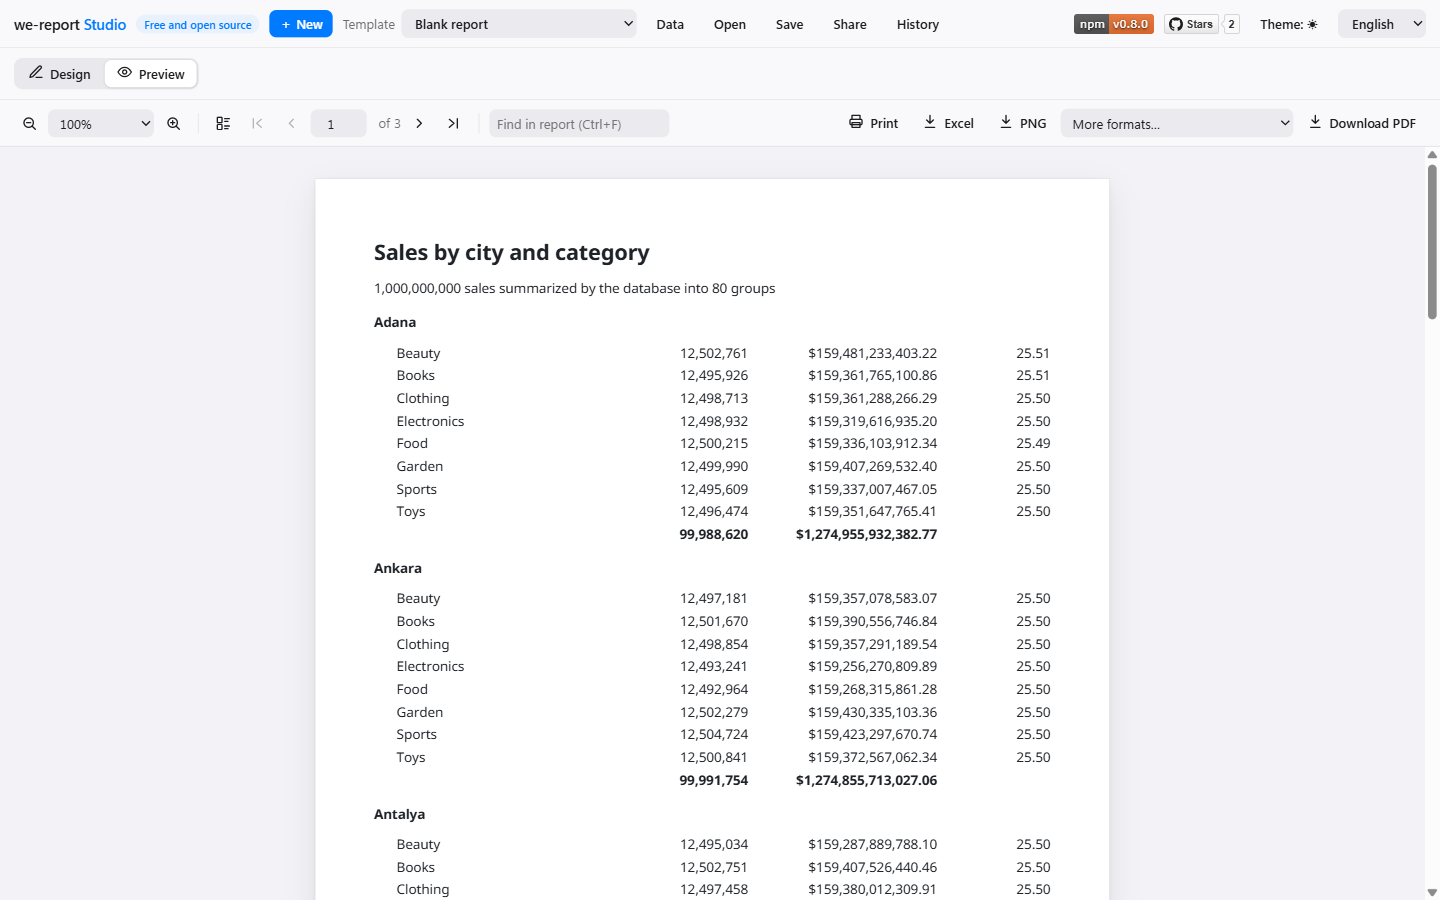 we-report Studio Free and open source + New Template Blank report Data Open Save Share History npm v0.8.0 Stars 2 Theme: English
Design Preview
100% 1 of 3 Find in report (Ctrl+F) Print Excel PNG More formats... Download PDF
Sales by city and category
1,000,000,000 sales summarized by the database into 80 groups
Adana
Beauty 12,502,761 $159,481,233,403.22 25.51
Books 12,495,926 $159,361,765,100.86 25.51
Clothing 12,498,713 $159,361,288,266.29 25.50
Electronics 12,498,932 $159,319,616,935.20 25.50
Food 12,500,215 $159,336,103,912.34 25.49
Garden 12,499,990 $159,407,269,532.40 25.50
Sports 12,495,609 $159,337,007,467.05 25.50
Toys 12,496,474 $159,351,647,765.41 25.50
99,988,620 $1,274,955,932,382.77
Ankara
Beauty 12,497,181 $159,357,078,583.07 25.50
Books 12,501,670 $159,390,556,746.84 25.50
Clothing 12,498,854 $159,357,291,189.54 25.50
Electronics 12,493,241 $159,256,270,809.89 25.50
Food 12,492,964 $159,268,315,861.28 25.50
Garden 12,502,279 $159,430,335,103.36 25.50
Sports 12,504,724 $159,423,297,670.74 25.50
Toys 12,500,841 $159,372,567,062.34 25.50
99,991,754 $1,274,855,713,027.06
Antalya
Beauty 12,495,034 $159,287,889,788.10 25.50
Books 12,502,751 $159,407,526,440.46 25.50
Clothing 12,497,458 $159,380,012,309.91 25.50